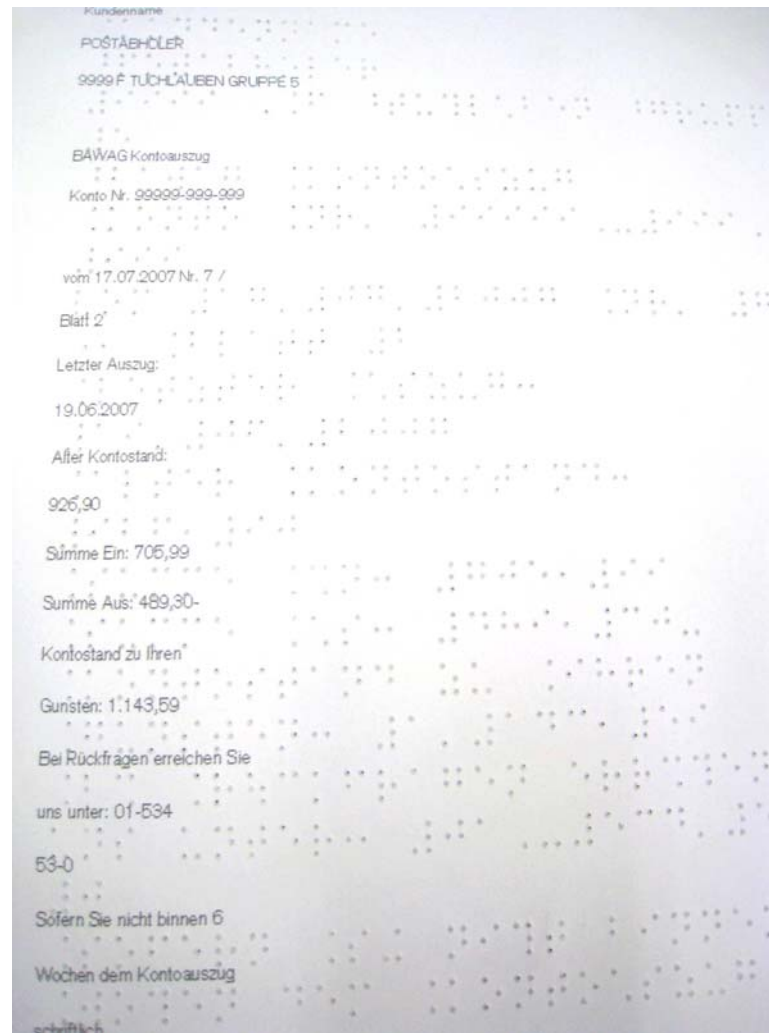 Kundenname
POSTABHOLER
9999 F TUCHLAUBEN GRUPPE 5
BAWAG Kontoauszug
Konto Nr. 99999-999-999
vom 17.07.2007 Nr. 7 /
Blatt 2
Letzter Auszug:
19.06.2007
Alter Kontostand:
926,90
Summe Ein: 705,99
Summe Aus: 489,30-
Kontostand zu Ihren
Gunsten: 1.143,59
Bei Rückfragen erreichen Sie
uns unter: 01-534
53-0
Sofern Sie nicht binnen 6
Wochen dem Kontoauszug
schriftlich